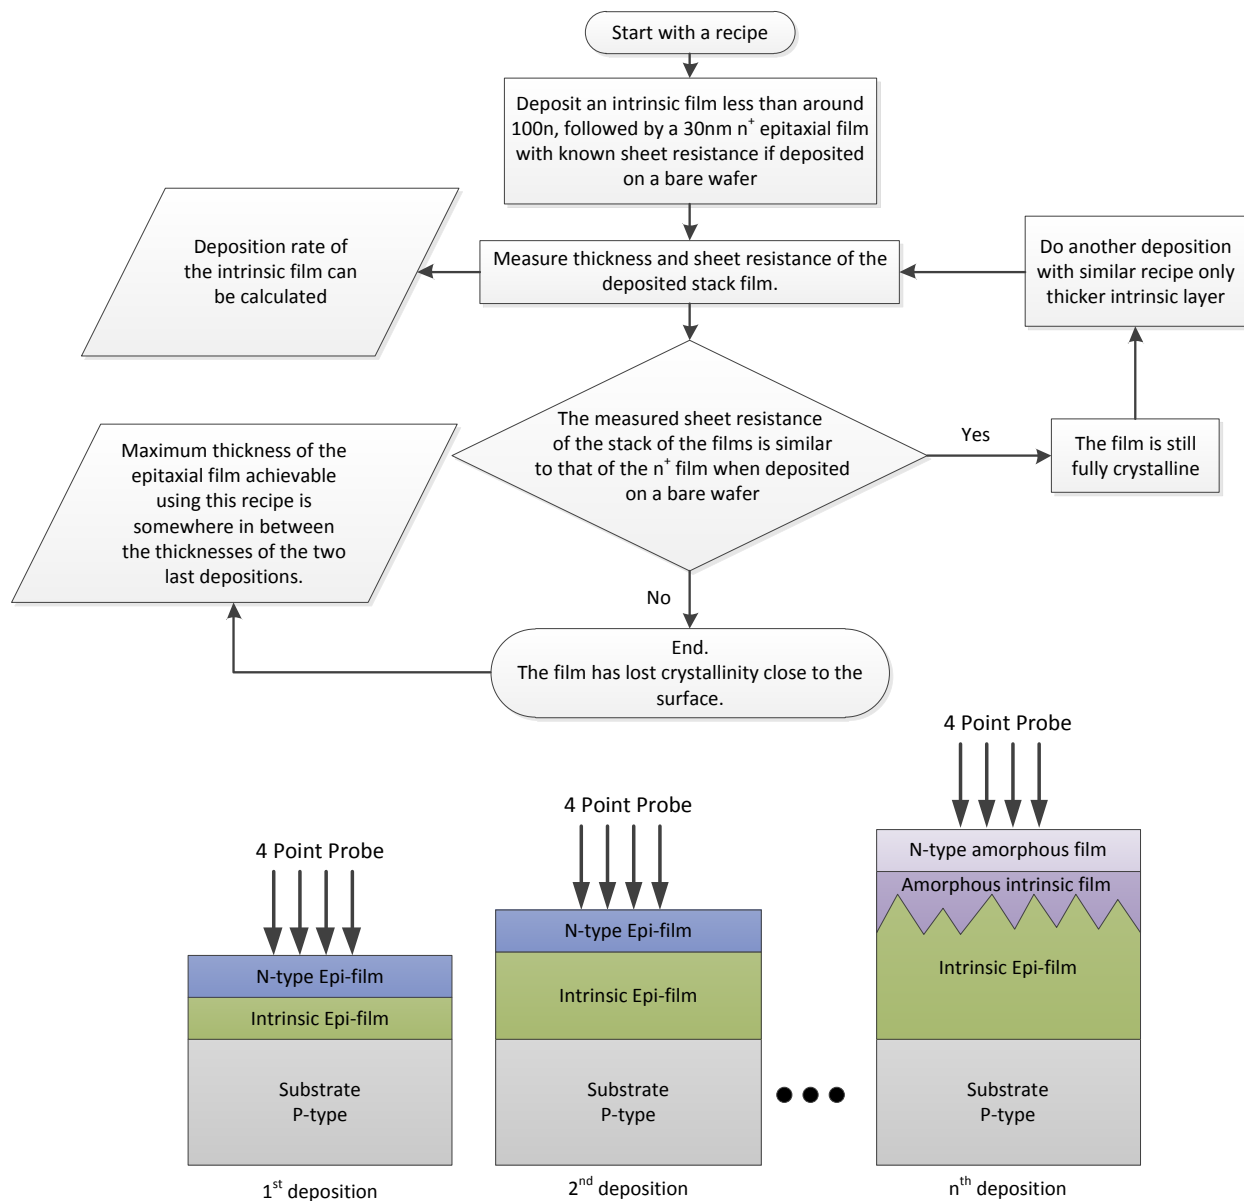 Start with a recipe
Deposit an intrinsic film less than around
100n, followed by a 30nm n⁺ epitaxial film
with known sheet resistance if deposited
on a bare wafer
Deposition rate of
the intrinsic film can
be calculated
Measure thickness and sheet resistance of the
deposited stack film.
Do another deposition
with similar recipe only
thicker intrinsic layer
The measured sheet resistance
of the stack of the films is similar
to that of the n⁺ film when deposited
on a bare wafer
Yes
The film is still
fully crystalline
Maximum thickness of the
epitaxial film achievable
using this recipe is
somewhere in between
the thicknesses of the two
last depositions.
No
End.
The film has lost crystallinity close to the
surface.
4 Point Probe
N-type Epi-film
Intrinsic Epi-film
Substrate
P-type
1st deposition
4 Point Probe
N-type Epi-film
Intrinsic Epi-film
Substrate
P-type
2nd deposition
4 Point Probe
N-type amorphous film
Amorphous intrinsic film
Intrinsic Epi-film
Substrate
P-type
nth deposition